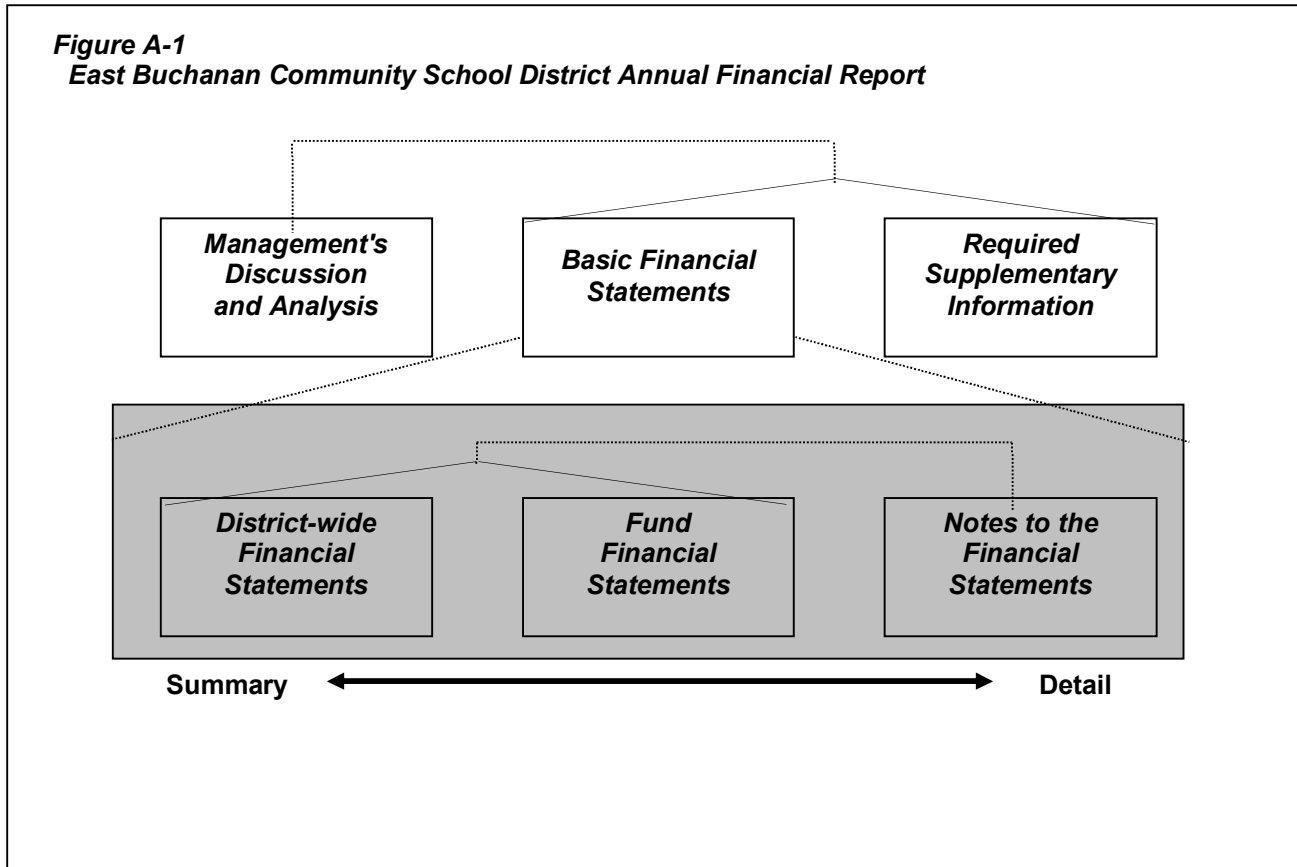 Figure A-1
East Buchanan Community School District Annual Financial Report
Management's
Discussion
and Analysis
Basic Financial
Statements
Required
Supplementary
Information
District-wide
Financial
Statements
Fund
Financial
Statements
Notes to the
Financial
Statements
Summary
Detail